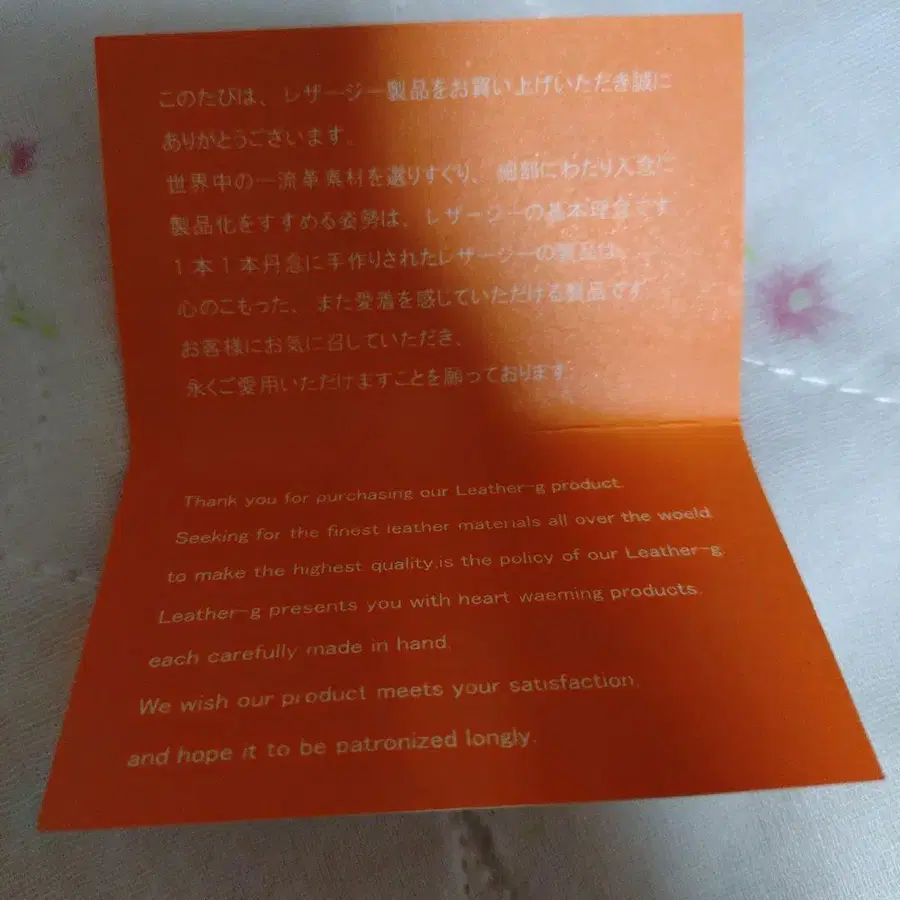 このたびは、レザージー製品をお買い上げいただき誠に
ありがとうございます。
世界中の一流革素材を選りすぐり、細部にわたり入念に
製品化をすすめる姿勢は、レザージーの基本理念です
1本1本丹念に手作りされたレザージーの製品は、
心のこもった、また愛着を感じていただける製品です
お客様にお気に召していただき、
永くご愛用いただけますことを願っております。
Thank you for purchasing our Leather-g product.
Seeking for the finest leather materials all over the woeld.
to make the highest quality,is the policy of our Leather-g.
Leather-g presents you with heart waeming products,
each carefully made in hand.
We wish our product meets your satisfaction,
and hope it to be patronized longly.